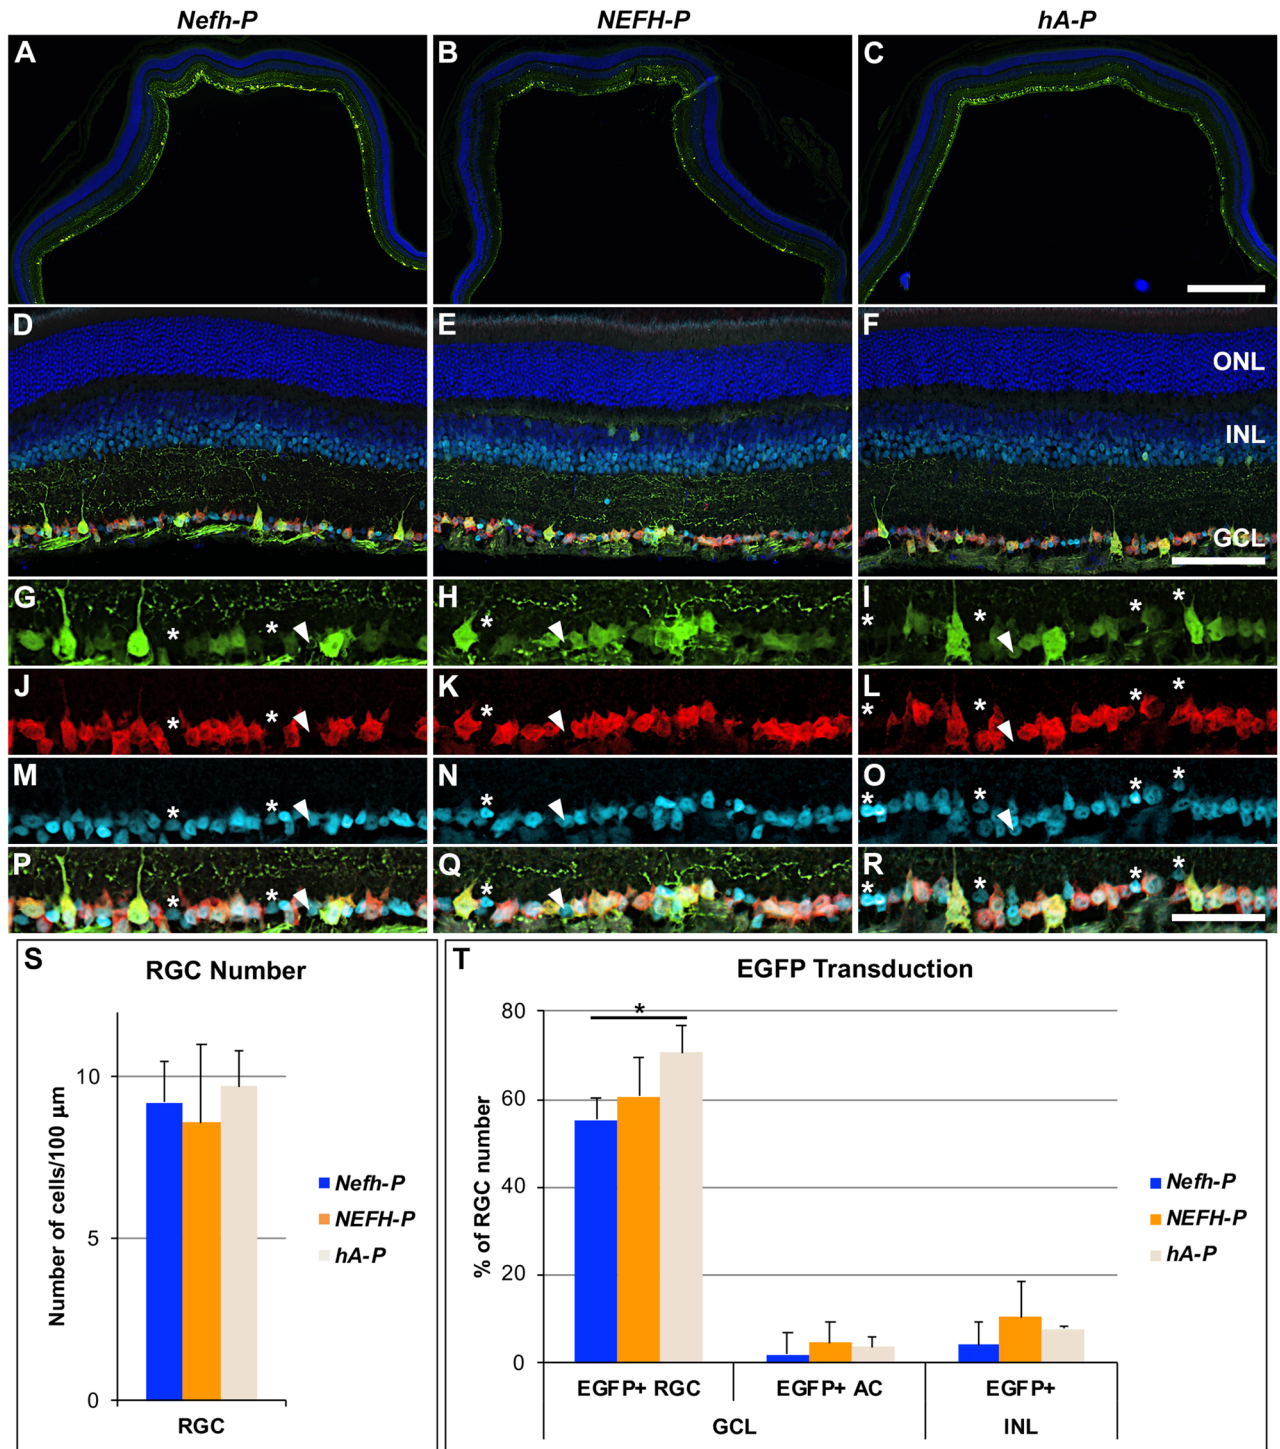 Nefh-P NEFH-P hA-P
A B C
D E F
ONL
INL
GCL
G H I
* * * * * * *
J K L
* * * * * * *
M N O
* * * * * * *
P Q R
* * * * * * *
S
RGC Number
Number of cells/100 µm
10
5
0
RGC
Nefh-P
NEFH-P
hA-P
T
EGFP Transduction
*
% of RGC number
80
60
40
20
0
EGFP+ RGC EGFP+ AC EGFP+
GCL INL
Nefh-P
NEFH-P
hA-P